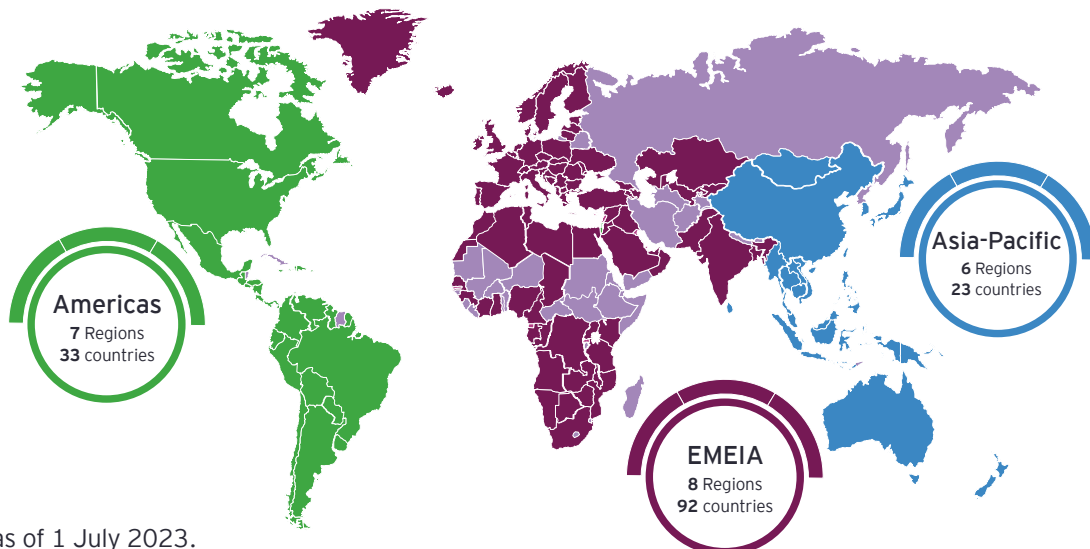 Americas
7 Regions
33 countries
Asia-Pacific
6 Regions
23 countries
EMEIA
8 Regions
92 countries
as of 1 July 2023.